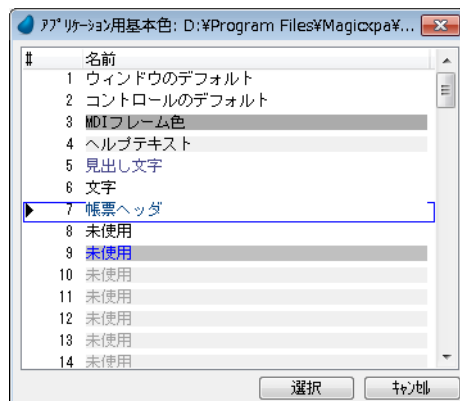 ｱﾌﾟﾘｹｰｼｮﾝ用基本色: D:¥Program Files¥Magicxpa¥...
# 名前
1 ウィンドウのデフォルト
2 コントロールのデフォルト
3 MDIフレーム色
4 ヘルプテキスト
5 見出し文字
6 文字
7 帳票ヘッダ
8 未使用
9 未使用
10 未使用
11 未使用
12 未使用
13 未使用
14 未使用
選択 ｷｬﾝｾﾙ